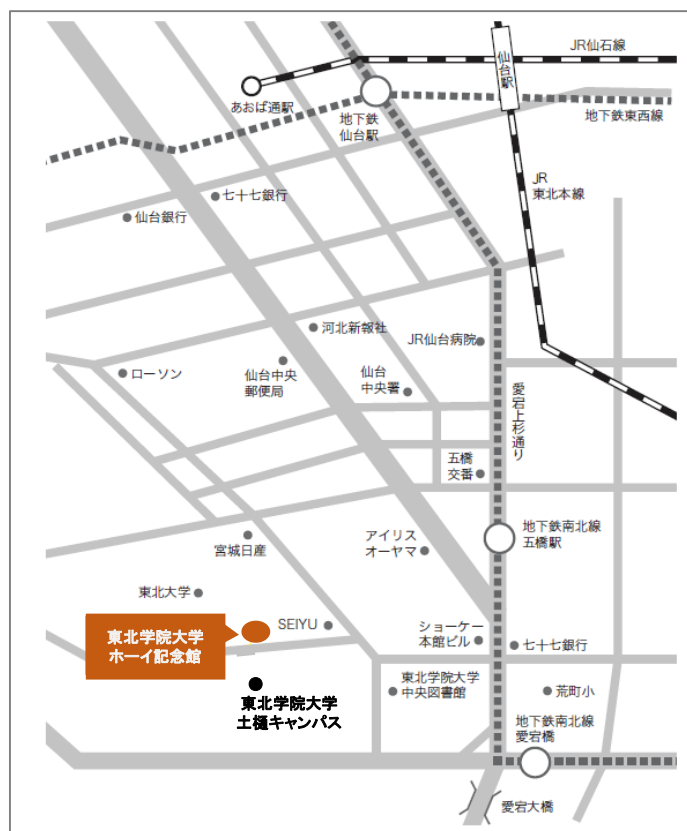 JR仙石線
仙台駅
あおば通駅
地下鉄
仙台駅
地下鉄東西線
JR
東北本線
七十七銀行
仙台銀行
河北新報社
JR仙台病院
ローソン
仙台中央
郵便局
仙台
中央署
愛宕上杉通り
五橋
交番
地下鉄南北線
五橋駅
アイリス
オーヤマ
宮城日産
東北大学
SEIYU
東北学院大学
ホーイ記念館
ショーケー
本館ビル
七十七銀行
東北学院大学
中央図書館
荒町小
東北学院大学
土樋キャンパス
地下鉄南北線
愛宕橋
愛宕大橋